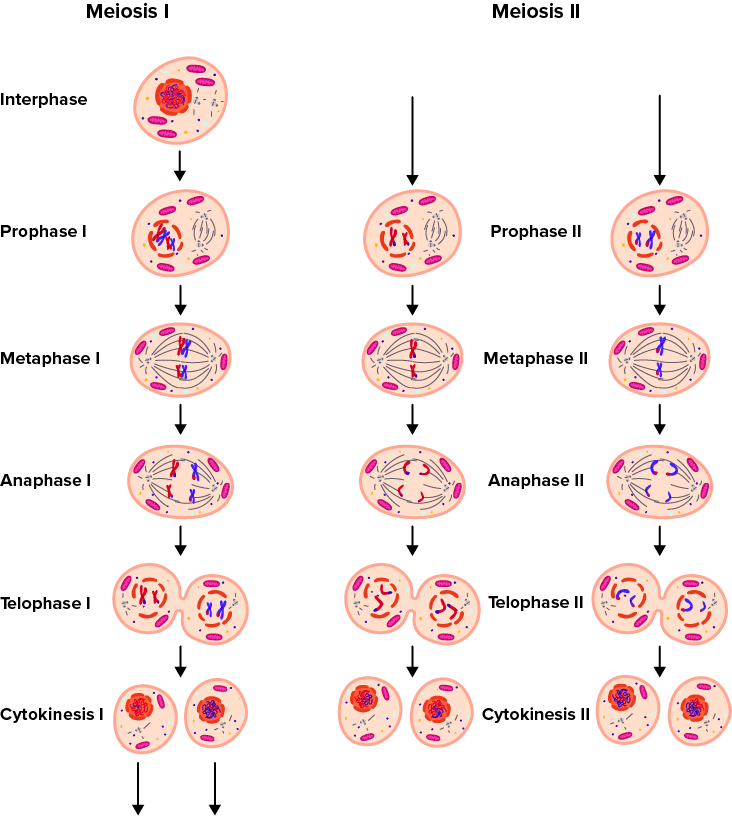 Meiosis I
Meiosis II
Interphase
Prophase I
Prophase II
Metaphase I
Metaphase II
Anaphase I
Anaphase II
Telophase I
Telophase II
Cytokinesis I
Cytokinesis II